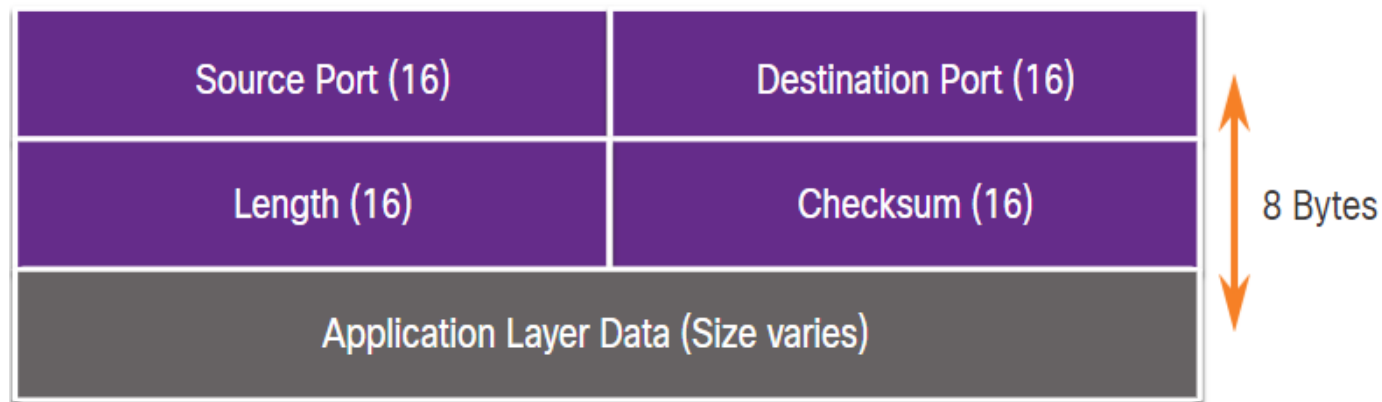 Source Port (16)
Destination Port (16)
Length (16)
Checksum (16)
8 Bytes
Application Layer Data (Size varies)